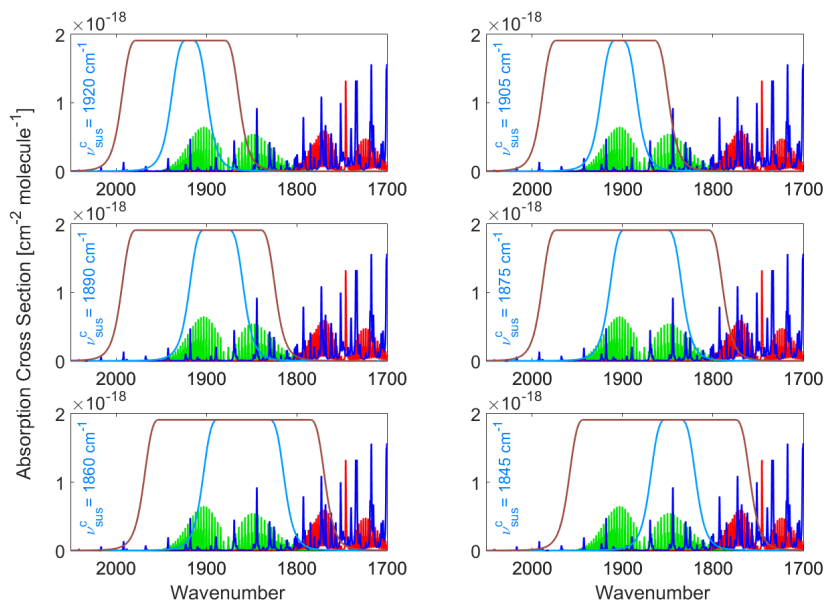 ×10⁻¹⁸
×10⁻¹⁸
2
1
0
ν^c_sus = 1920 cm⁻¹
2000 1900 1800 1700
2
1
0
ν^c_sus = 1905 cm⁻¹
2000 1900 1800 1700
Absorption Cross Section [cm⁻² molecule⁻¹]
×10⁻¹⁸
×10⁻¹⁸
2
1
0
ν^c_sus = 1890 cm⁻¹
2000 1900 1800 1700
2
1
0
ν^c_sus = 1875 cm⁻¹
2000 1900 1800 1700
×10⁻¹⁸
×10⁻¹⁸
2
1
0
ν^c_sus = 1860 cm⁻¹
2000 1900 1800 1700
Wavenumber
2
1
0
ν^c_sus = 1845 cm⁻¹
2000 1900 1800 1700
Wavenumber